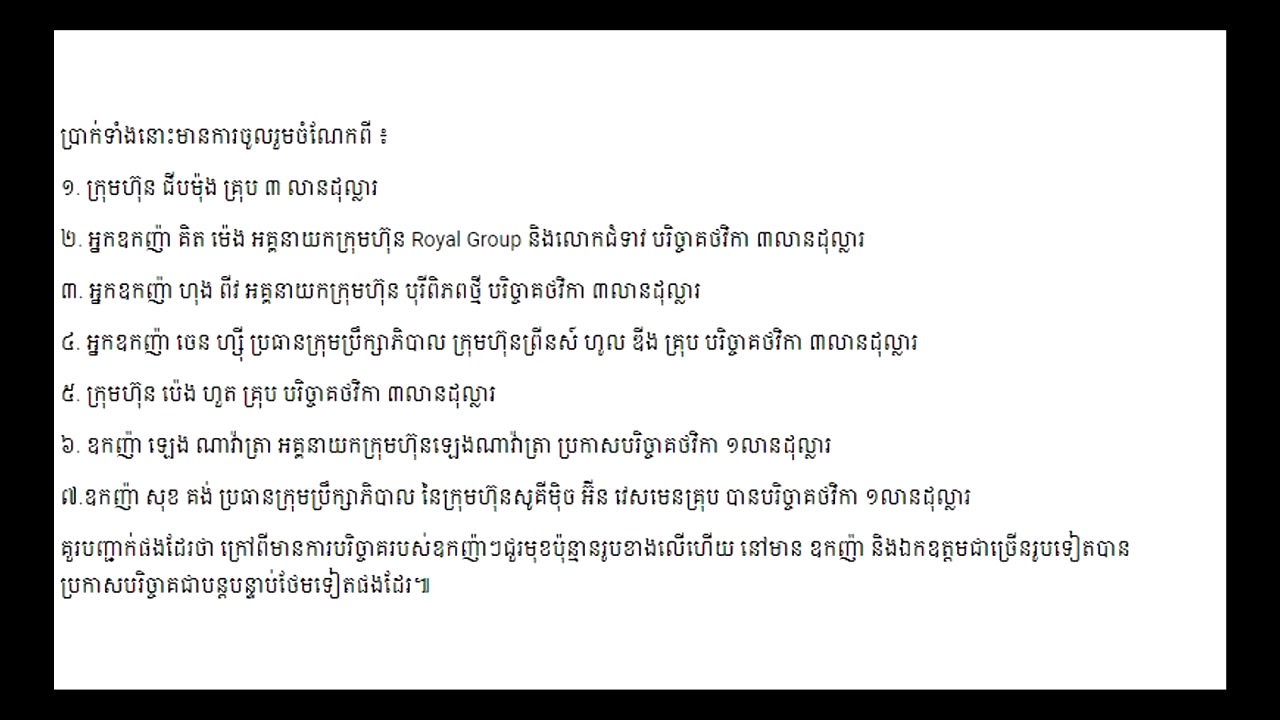 ប្រាក់ទាំងនោះមានការចូលរួមចំណែកពី ៖
១. ក្រុមហ៊ុន ជីបម៉ុង គ្រុប ៣ លានដុល្លារ
២. អ្នកឧកញ៉ា គិត ម៉េង អគ្គនាយកក្រុមហ៊ុន Royal Group និងលោកជំទាវ បរិច្ចាគថវិកា ៣លានដុល្លារ
៣. អ្នកឧកញ៉ា ហុង ពីវ អគ្គនាយកក្រុមហ៊ុន បុរីពិភពថ្មី បរិច្ចាគថវិកា ៣លានដុល្លារ
៤. អ្នកឧកញ៉ា ចេន ហ្ស៊ី ប្រធានក្រុមប្រឹក្សាភិបាល ក្រុមហ៊ុនព្រីនស៍ ហូល ឌីង គ្រុប បរិច្ចាគថវិកា ៣លានដុល្លារ
៥. ក្រុមហ៊ុន ប៉េង ហួត គ្រុប បរិច្ចាគថវិកា ៣លានដុល្លារ
៦. ឧកញ៉ា ឡេង ណាវ៉ាត្រា អគ្គនាយកក្រុមហ៊ុនឡេងណាវ៉ាត្រា ប្រកាសបរិច្ចាគថវិកា ១លានដុល្លារ
៧.ឧកញ៉ា សុខ គង់ ប្រធានក្រុមប្រឹក្សាភិបាល នៃក្រុមហ៊ុនសូគីម៉ិច អ៊ីន វេសមេនគ្រុប បានបរិច្ចាគថវិកា ១លានដុល្លារ
គួរបញ្ជាក់ផងដែរថា ក្រៅពីមានការបរិច្ចាគរបស់ឧកញ៉ាៗជួរមុខប៉ុន្មានរូបខាងលើហើយ នៅមាន ឧកញ៉ា និងឯកឧត្តមជាច្រើនរូបទៀតបាន
ប្រកាសបរិច្ចាគជាបន្តបន្ទាប់ថែមទៀតផងដែរ៕